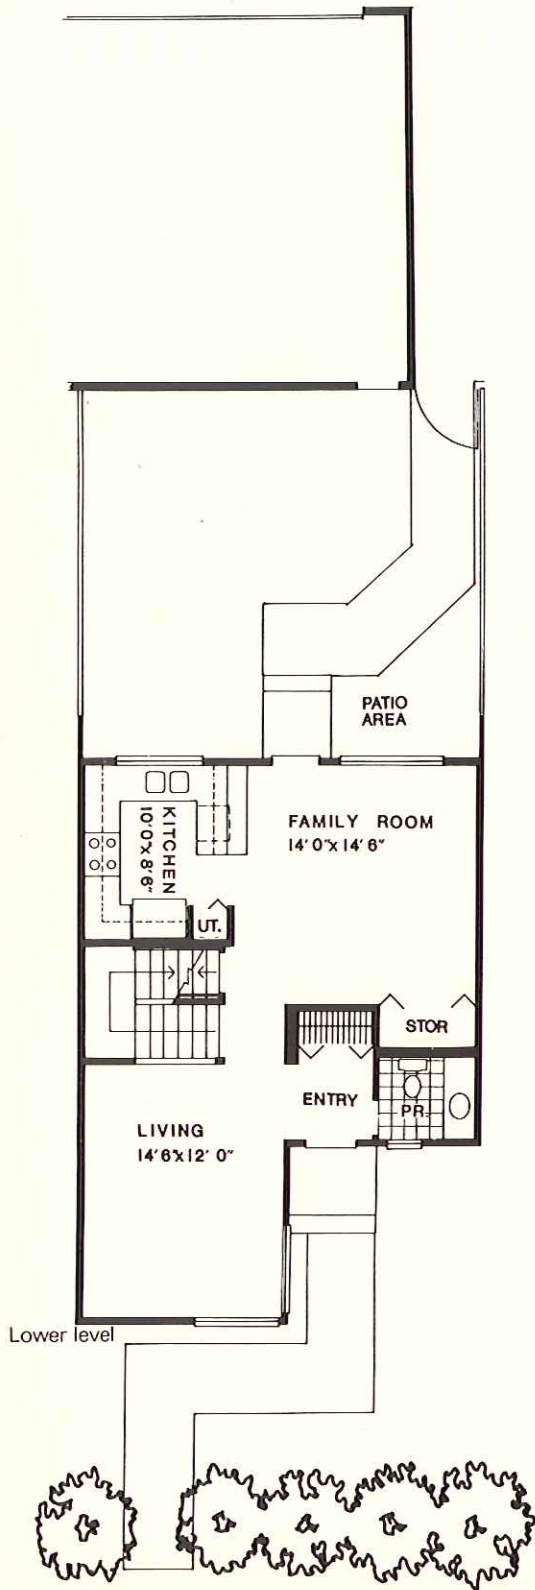 PATIO
AREA
FAMILY ROOM
14'0"x 14'6"
KITCHEN
10'0"x 8'6"
UT.
STOR
ENTRY
PR.
LIVING
14'6"x 12'0"
Lower level